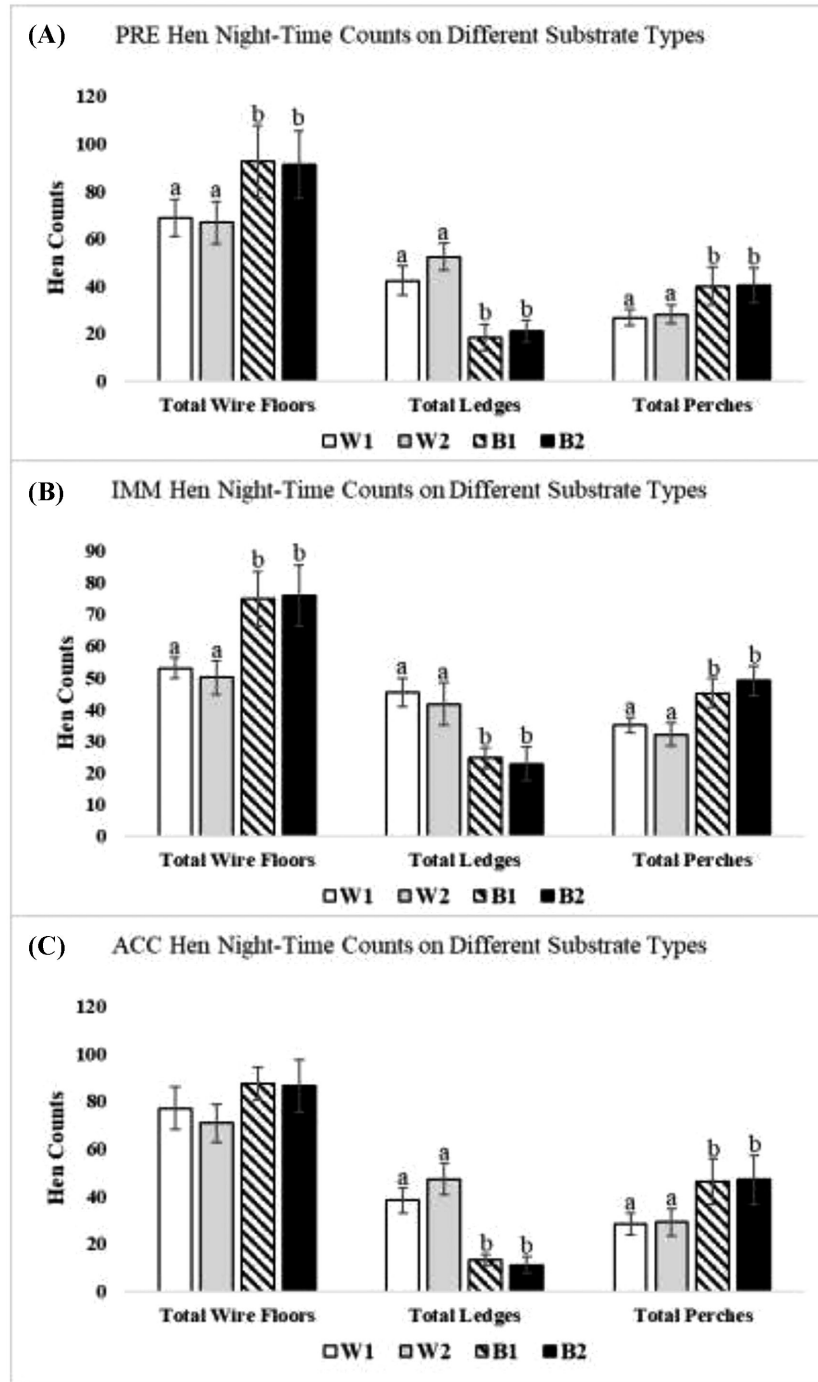 (A) PRE Hen Night-Time Counts on Different Substrate Types
120
100
80
60
40
20
0
Hen Counts
a a b b
a a b b
a a b b
Total Wire Floors Total Ledges Total Perches
W1 W2 B1 B2
(B) IMM Hen Night-Time Counts on Different Substrate Types
90
80
70
60
50
40
30
20
10
0
Hen Counts
a a b b
a a b b
a a b b
Total Wire Floors Total Ledges Total Perches
W1 W2 B1 B2
(C) ACC Hen Night-Time Counts on Different Substrate Types
120
100
80
60
40
20
0
Hen Counts
a a b b
a a b b
Total Wire Floors Total Ledges Total Perches
W1 W2 B1 B2